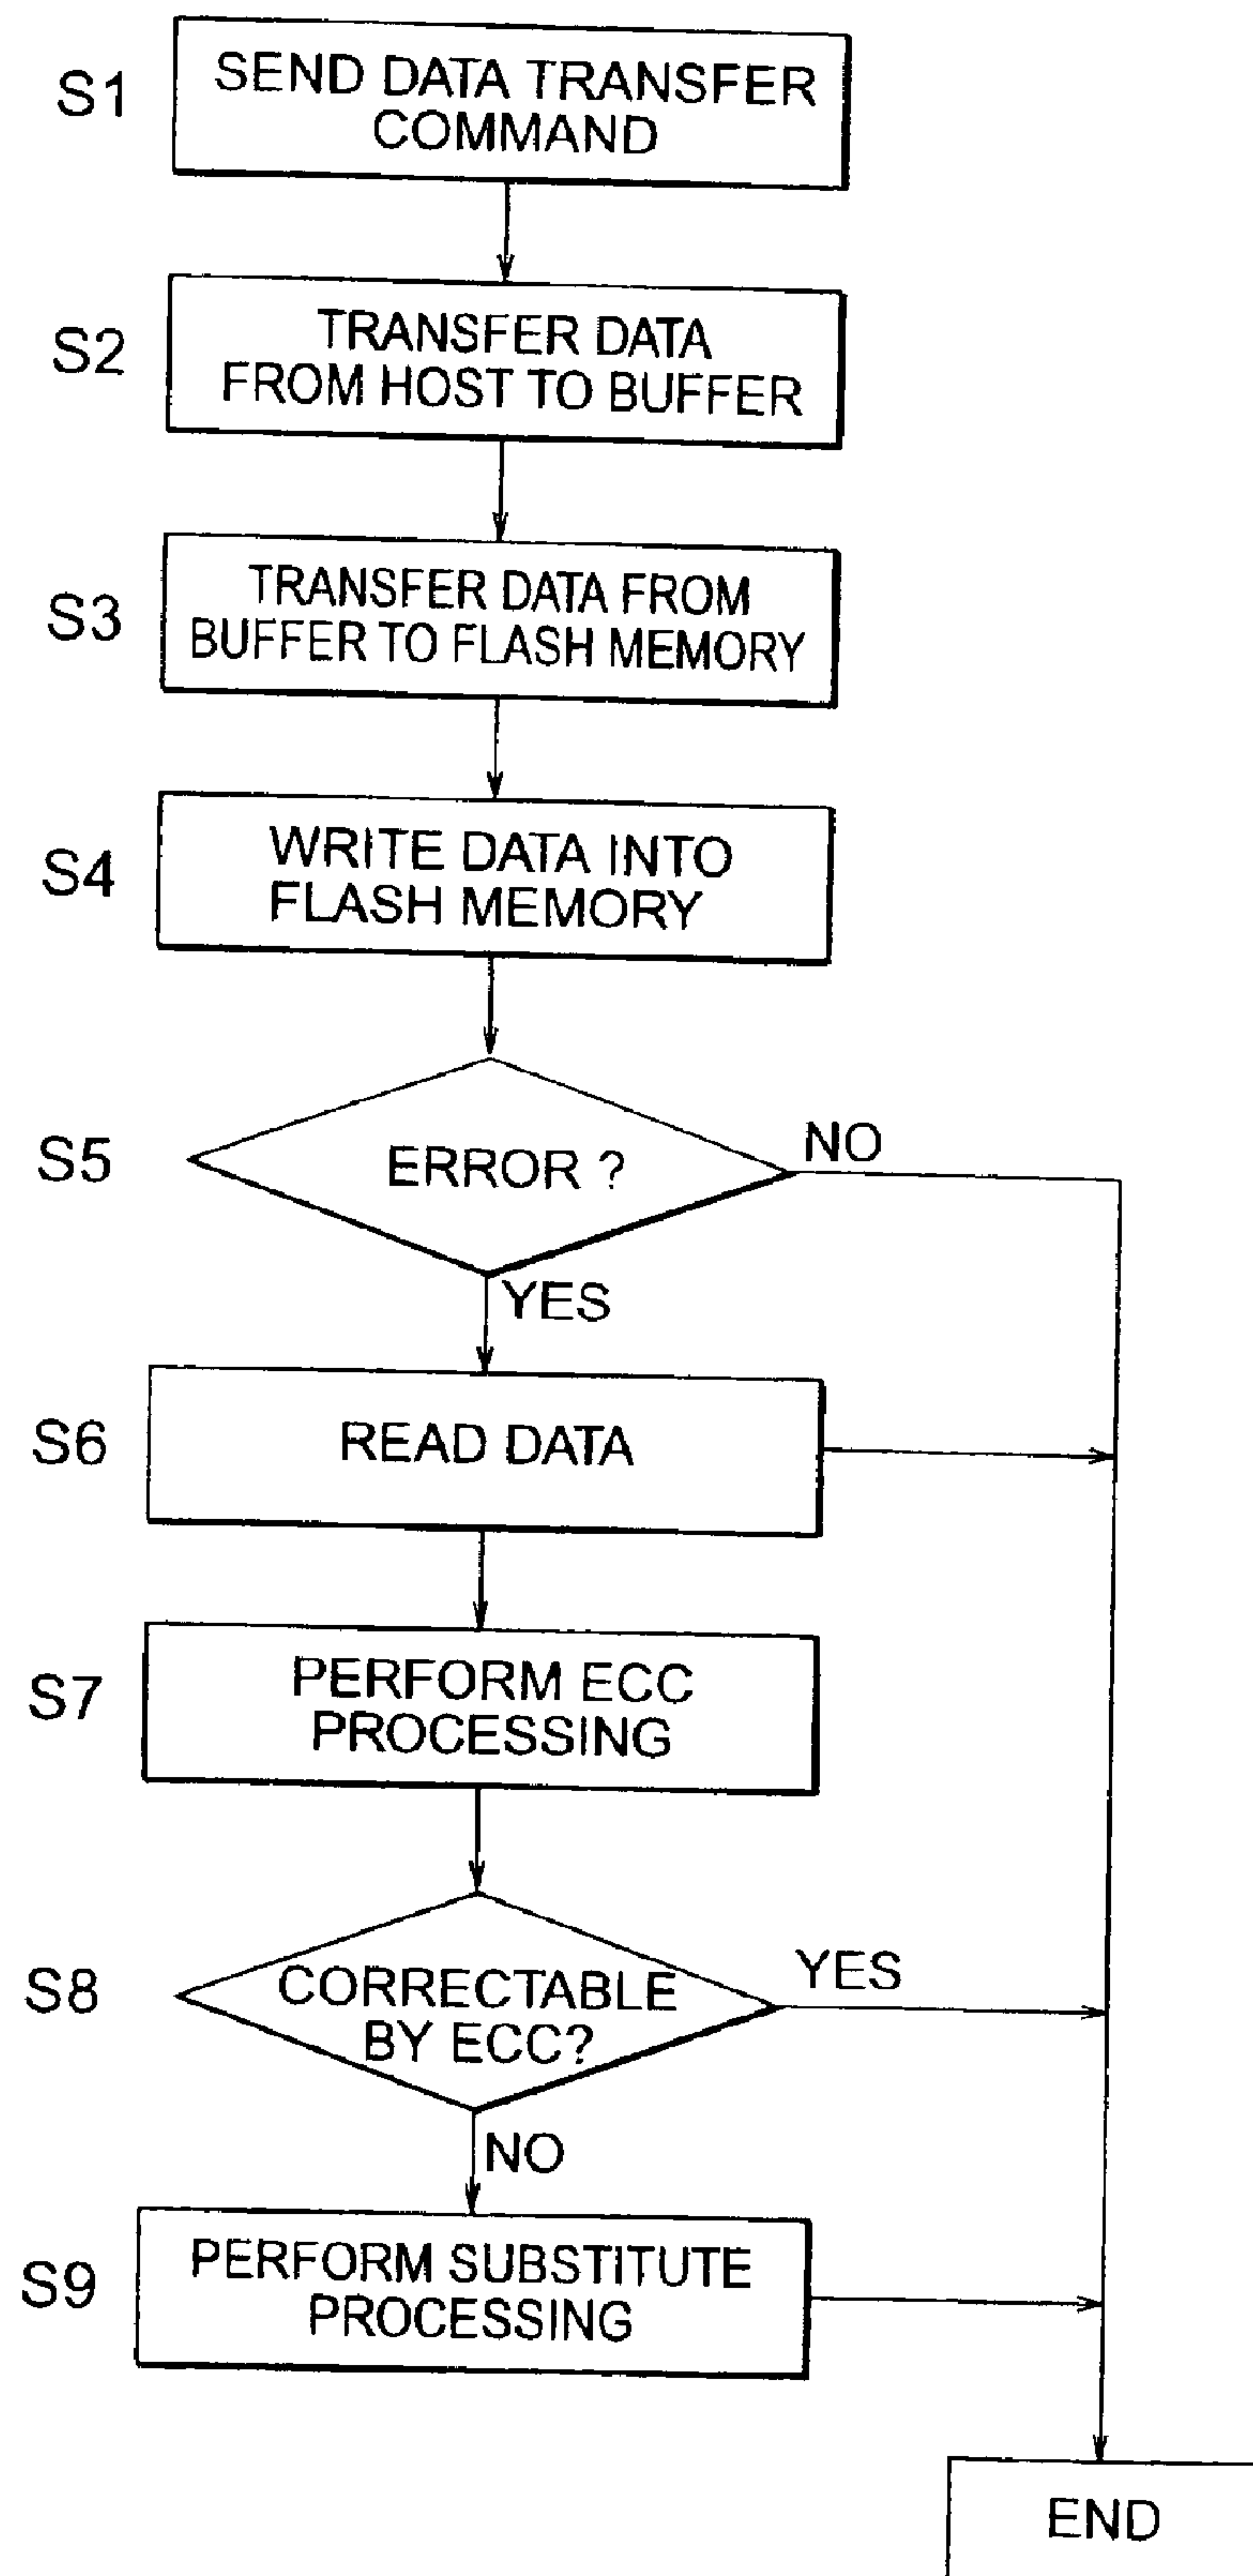 S1
SEND DATA TRANSFER
COMMAND
S2
TRANSFER DATA
FROM HOST TO BUFFER
S3
TRANSFER DATA FROM
BUFFER TO FLASH MEMORY
S4
WRITE DATA INTO
FLASH MEMORY
S5
ERROR ?
NO
YES
S6
READ DATA
S7
PERFORM ECC
PROCESSING
S8
CORRECTABLE
BY ECC?
YES
NO
S9
PERFORM SUBSTITUTE
PROCESSING
END